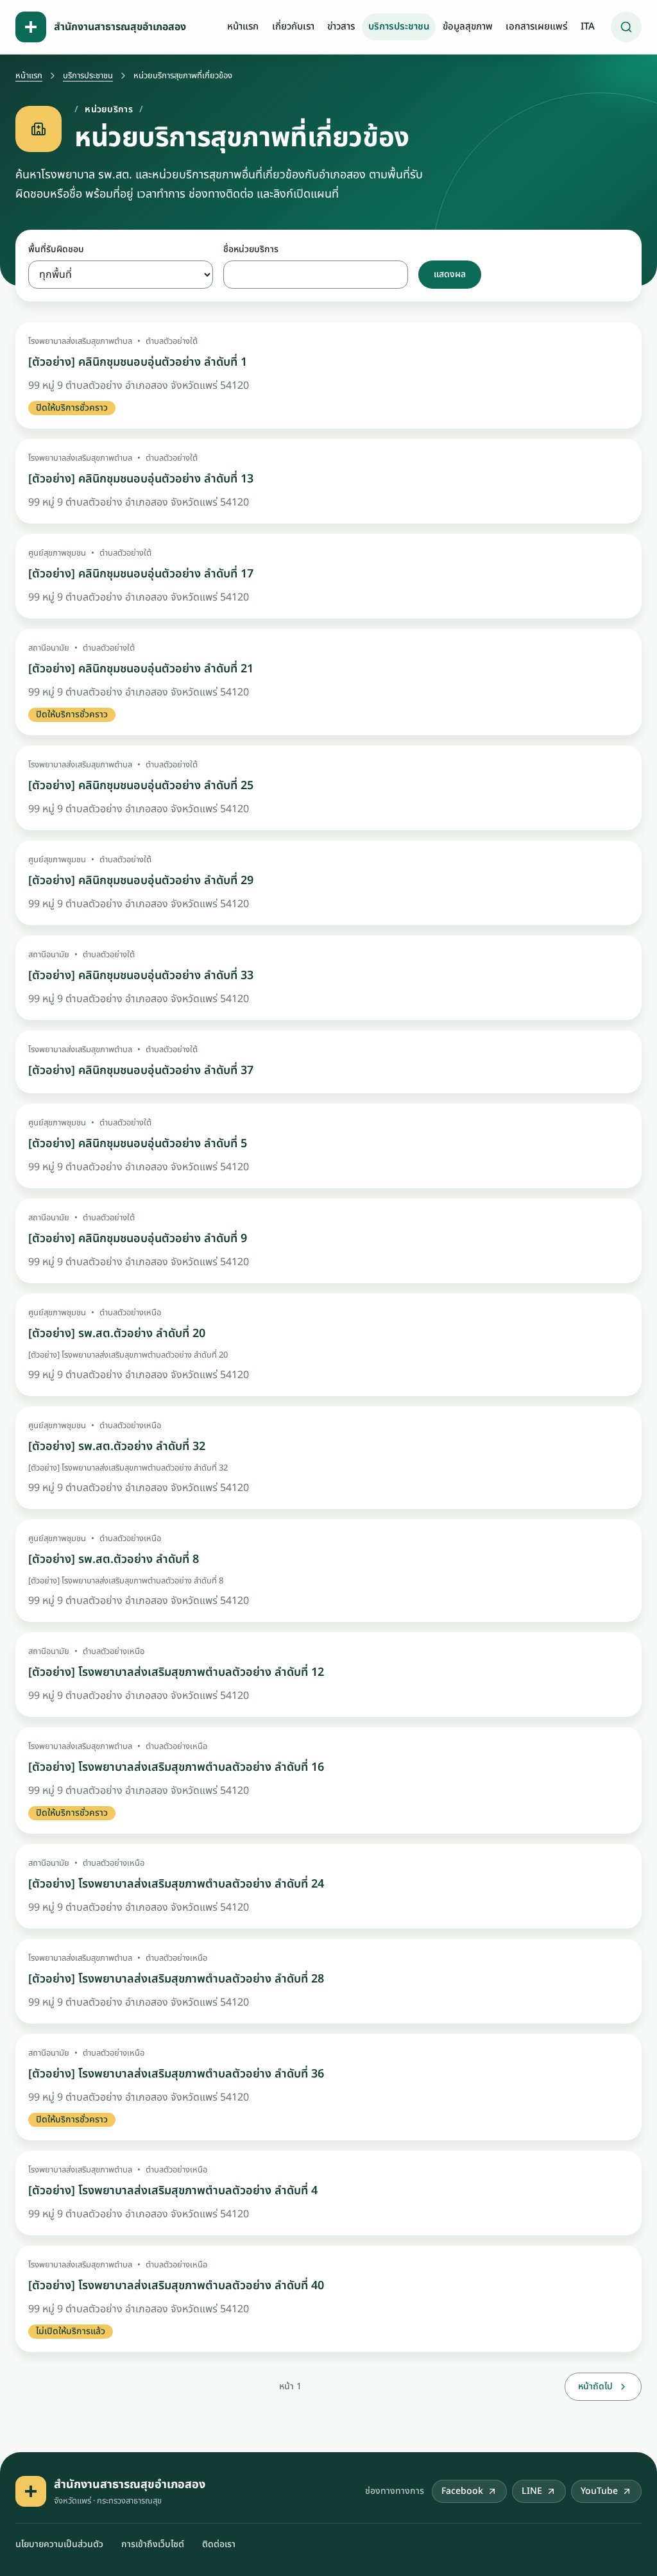 สำนักงานสาธารณสุขอำเภอสอง
หน้าแรก เกี่ยวกับเรา ข่าวสาร บริการประชาชน ข้อมูลสุขภาพ เอกสารเผยแพร่ ITA
หน้าแรก > บริการประชาชน > หน่วยบริการสุขภาพที่เกี่ยวข้อง
/ หน่วยบริการ /
หน่วยบริการสุขภาพที่เกี่ยวข้อง
ค้นหาโรงพยาบาล รพ.สต. และหน่วยบริการสุขภาพอื่นที่เกี่ยวข้องกับอำเภอสอง ตามพื้นที่รับ
ผิดชอบหรือชื่อ พร้อมที่อยู่ เวลาทำการ ช่องทางติดต่อ และลิงก์เปิดแผนที่
พื้นที่รับผิดชอบ ชื่อหน่วยบริการ
ทุกพื้นที่ แสดงผล
โรงพยาบาลส่งเสริมสุขภาพตำบล • ตำบลตัวอย่างใต้
[ตัวอย่าง] คลินิกชุมชนอบอุ่นตัวอย่าง ลำดับที่ 1
99 หมู่ 9 ตำบลตัวอย่าง อำเภอสอง จังหวัดแพร่ 54120
ปิดให้บริการชั่วคราว
โรงพยาบาลส่งเสริมสุขภาพตำบล • ตำบลตัวอย่างใต้
[ตัวอย่าง] คลินิกชุมชนอบอุ่นตัวอย่าง ลำดับที่ 13
99 หมู่ 9 ตำบลตัวอย่าง อำเภอสอง จังหวัดแพร่ 54120
ศูนย์สุขภาพชุมชน • ตำบลตัวอย่างใต้
[ตัวอย่าง] คลินิกชุมชนอบอุ่นตัวอย่าง ลำดับที่ 17
99 หมู่ 9 ตำบลตัวอย่าง อำเภอสอง จังหวัดแพร่ 54120
สถานีอนามัย • ตำบลตัวอย่างใต้
[ตัวอย่าง] คลินิกชุมชนอบอุ่นตัวอย่าง ลำดับที่ 21
99 หมู่ 9 ตำบลตัวอย่าง อำเภอสอง จังหวัดแพร่ 54120
ปิดให้บริการชั่วคราว
โรงพยาบาลส่งเสริมสุขภาพตำบล • ตำบลตัวอย่างใต้
[ตัวอย่าง] คลินิกชุมชนอบอุ่นตัวอย่าง ลำดับที่ 25
99 หมู่ 9 ตำบลตัวอย่าง อำเภอสอง จังหวัดแพร่ 54120
ศูนย์สุขภาพชุมชน • ตำบลตัวอย่างใต้
[ตัวอย่าง] คลินิกชุมชนอบอุ่นตัวอย่าง ลำดับที่ 29
99 หมู่ 9 ตำบลตัวอย่าง อำเภอสอง จังหวัดแพร่ 54120
สถานีอนามัย • ตำบลตัวอย่างใต้
[ตัวอย่าง] คลินิกชุมชนอบอุ่นตัวอย่าง ลำดับที่ 33
99 หมู่ 9 ตำบลตัวอย่าง อำเภอสอง จังหวัดแพร่ 54120
โรงพยาบาลส่งเสริมสุขภาพตำบล • ตำบลตัวอย่างใต้
[ตัวอย่าง] คลินิกชุมชนอบอุ่นตัวอย่าง ลำดับที่ 37
ศูนย์สุขภาพชุมชน • ตำบลตัวอย่างใต้
[ตัวอย่าง] คลินิกชุมชนอบอุ่นตัวอย่าง ลำดับที่ 5
99 หมู่ 9 ตำบลตัวอย่าง อำเภอสอง จังหวัดแพร่ 54120
สถานีอนามัย • ตำบลตัวอย่างใต้
[ตัวอย่าง] คลินิกชุมชนอบอุ่นตัวอย่าง ลำดับที่ 9
99 หมู่ 9 ตำบลตัวอย่าง อำเภอสอง จังหวัดแพร่ 54120
ศูนย์สุขภาพชุมชน • ตำบลตัวอย่างเหนือ
[ตัวอย่าง] รพ.สต.ตัวอย่าง ลำดับที่ 20
[ตัวอย่าง] โรงพยาบาลส่งเสริมสุขภาพตำบลตัวอย่าง ลำดับที่ 20
99 หมู่ 9 ตำบลตัวอย่าง อำเภอสอง จังหวัดแพร่ 54120
ศูนย์สุขภาพชุมชน • ตำบลตัวอย่างเหนือ
[ตัวอย่าง] รพ.สต.ตัวอย่าง ลำดับที่ 32
[ตัวอย่าง] โรงพยาบาลส่งเสริมสุขภาพตำบลตัวอย่าง ลำดับที่ 32
99 หมู่ 9 ตำบลตัวอย่าง อำเภอสอง จังหวัดแพร่ 54120
ศูนย์สุขภาพชุมชน • ตำบลตัวอย่างเหนือ
[ตัวอย่าง] รพ.สต.ตัวอย่าง ลำดับที่ 8
[ตัวอย่าง] โรงพยาบาลส่งเสริมสุขภาพตำบลตัวอย่าง ลำดับที่ 8
99 หมู่ 9 ตำบลตัวอย่าง อำเภอสอง จังหวัดแพร่ 54120
สถานีอนามัย • ตำบลตัวอย่างเหนือ
[ตัวอย่าง] โรงพยาบาลส่งเสริมสุขภาพตำบลตัวอย่าง ลำดับที่ 12
99 หมู่ 9 ตำบลตัวอย่าง อำเภอสอง จังหวัดแพร่ 54120
โรงพยาบาลส่งเสริมสุขภาพตำบล • ตำบลตัวอย่างเหนือ
[ตัวอย่าง] โรงพยาบาลส่งเสริมสุขภาพตำบลตัวอย่าง ลำดับที่ 16
99 หมู่ 9 ตำบลตัวอย่าง อำเภอสอง จังหวัดแพร่ 54120
ปิดให้บริการชั่วคราว
สถานีอนามัย • ตำบลตัวอย่างเหนือ
[ตัวอย่าง] โรงพยาบาลส่งเสริมสุขภาพตำบลตัวอย่าง ลำดับที่ 24
99 หมู่ 9 ตำบลตัวอย่าง อำเภอสอง จังหวัดแพร่ 54120
โรงพยาบาลส่งเสริมสุขภาพตำบล • ตำบลตัวอย่างเหนือ
[ตัวอย่าง] โรงพยาบาลส่งเสริมสุขภาพตำบลตัวอย่าง ลำดับที่ 28
99 หมู่ 9 ตำบลตัวอย่าง อำเภอสอง จังหวัดแพร่ 54120
สถานีอนามัย • ตำบลตัวอย่างเหนือ
[ตัวอย่าง] โรงพยาบาลส่งเสริมสุขภาพตำบลตัวอย่าง ลำดับที่ 36
99 หมู่ 9 ตำบลตัวอย่าง อำเภอสอง จังหวัดแพร่ 54120
ปิดให้บริการชั่วคราว
โรงพยาบาลส่งเสริมสุขภาพตำบล • ตำบลตัวอย่างเหนือ
[ตัวอย่าง] โรงพยาบาลส่งเสริมสุขภาพตำบลตัวอย่าง ลำดับที่ 4
99 หมู่ 9 ตำบลตัวอย่าง อำเภอสอง จังหวัดแพร่ 54120
โรงพยาบาลส่งเสริมสุขภาพตำบล • ตำบลตัวอย่างเหนือ
[ตัวอย่าง] โรงพยาบาลส่งเสริมสุขภาพตำบลตัวอย่าง ลำดับที่ 40
99 หมู่ 9 ตำบลตัวอย่าง อำเภอสอง จังหวัดแพร่ 54120
ไม่เปิดให้บริการแล้ว
หน้า 1 หน้าถัดไป
สำนักงานสาธารณสุขอำเภอสอง
จังหวัดแพร่ · กระทรวงสาธารณสุข
ช่องทางทางการ Facebook LINE YouTube
นโยบายความเป็นส่วนตัว การเข้าถึงเว็บไซต์ ติดต่อเรา